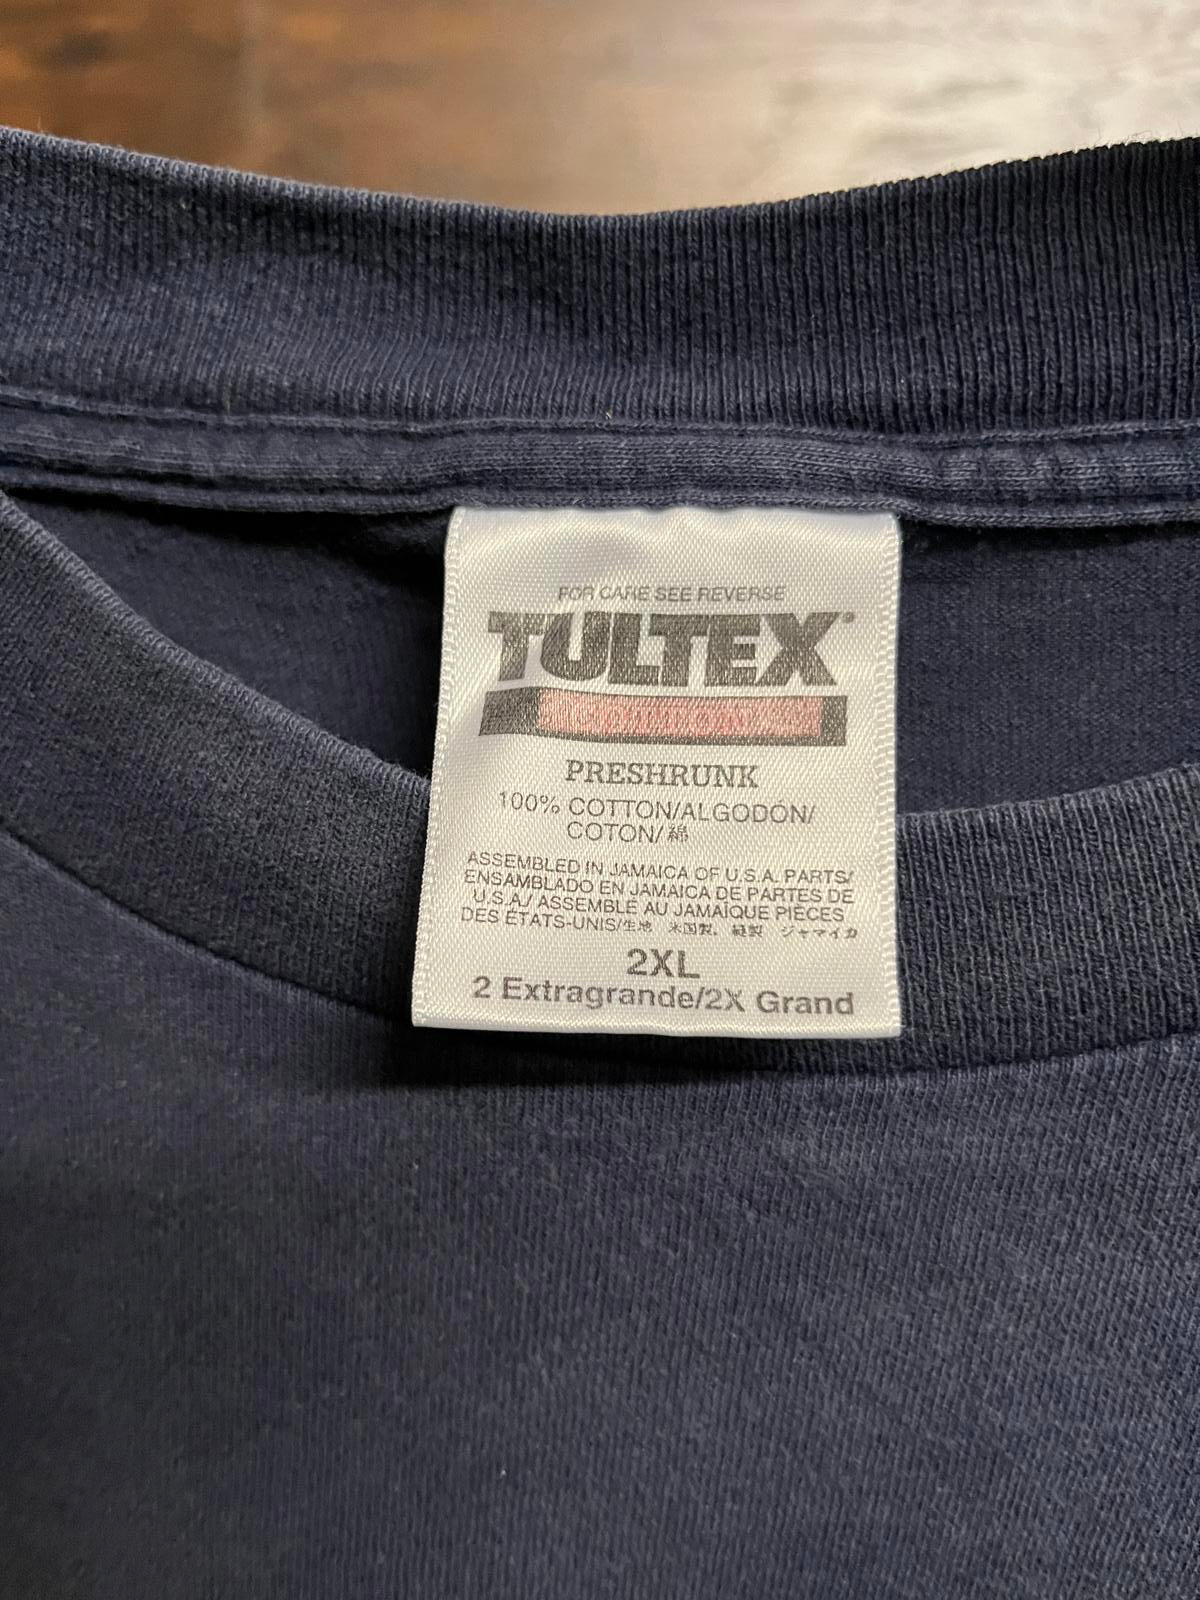 FOR CARE SEE REVERSE
TULTEX®
PRESHRUNK
100% COTTON/ALGODÓN/
COTON/綿
ASSEMBLED IN JAMAICA OF U.S.A. PARTS/
ENSAMBLADO EN JAMAICA DE PARTES DE
U.S.A./ ASSEMBLÉ AU JAMAÏQUE PIÈCES
DES ÉTATS-UNIS/生地 米国製, 縫製 ジャマイカ
2XL
2 Extragrande/2X Grand